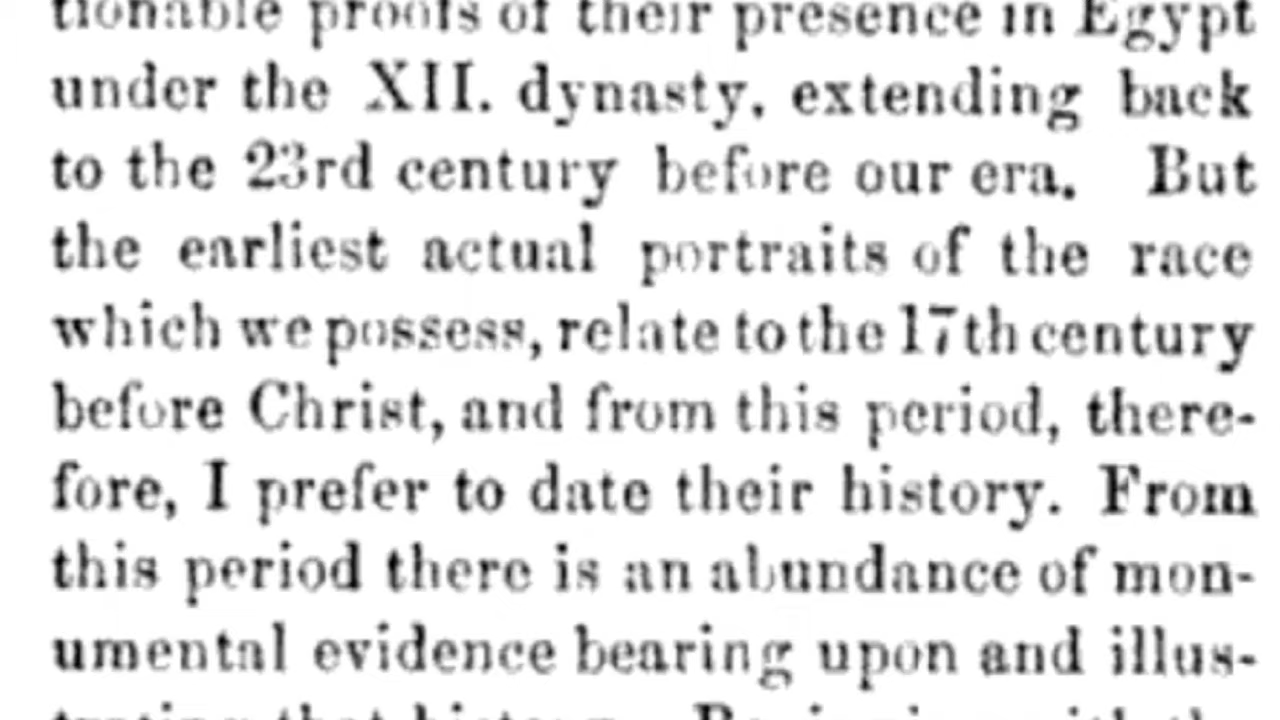 tionable proofs of their presence in Egypt
under the XII. dynasty, extending back
to the 23rd century before our era. But
the earliest actual portraits of the race
which we possess, relate to the 17th century
before Christ, and from this period, there-
fore, I prefer to date their history. From
this period there is an abundance of mon-
umental evidence bearing upon and illus-
trating that history.